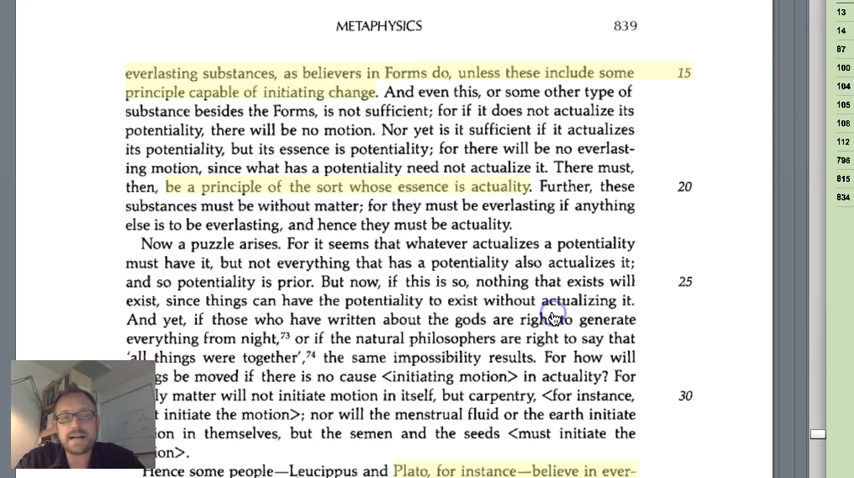 METAPHYSICS 839
everlasting substances, as believers in Forms do, unless these include some 15
principle capable of initiating change. And even this, or some other type of
substance besides the Forms, is not sufficient; for if it does not actualize its
potentiality, there will be no motion. Nor yet is it sufficient if it actualizes
its potentiality, but its essence is potentiality; for there will be no everlast-
ing motion, since what has a potentiality need not actualize it. There must,
then, be a principle of the sort whose essence is actuality. Further, these 20
substances must be without matter; for they must be everlasting if anything
else is to be everlasting, and hence they must be actuality.
Now a puzzle arises. For it seems that whatever actualizes a potentiality
must have it, but not everything that has a potentiality also actualizes it;
and so potentiality is prior. But now, if this is so, nothing that exists will 25
exist, since things can have the potentiality to exist without actualizing it.
And yet, if those who have written about the gods are right to generate
everything from night,73 or if the natural philosophers are right to say that
'all things were together',74 the same impossibility results. For how will
gs be moved if there is no cause <initiating motion> in actuality? For
ly matter will not initiate motion in itself, but carpentry, <for instance, 30
t initiate the motion>; nor will the menstrual fluid or the earth initiate
ion in themselves, but the semen and the seeds <must initiate the
ion>.
Hence some people—Leucippus and Plato, for instance—believe in ever-
13
14
67
100
104
105
108
112
796
815
834